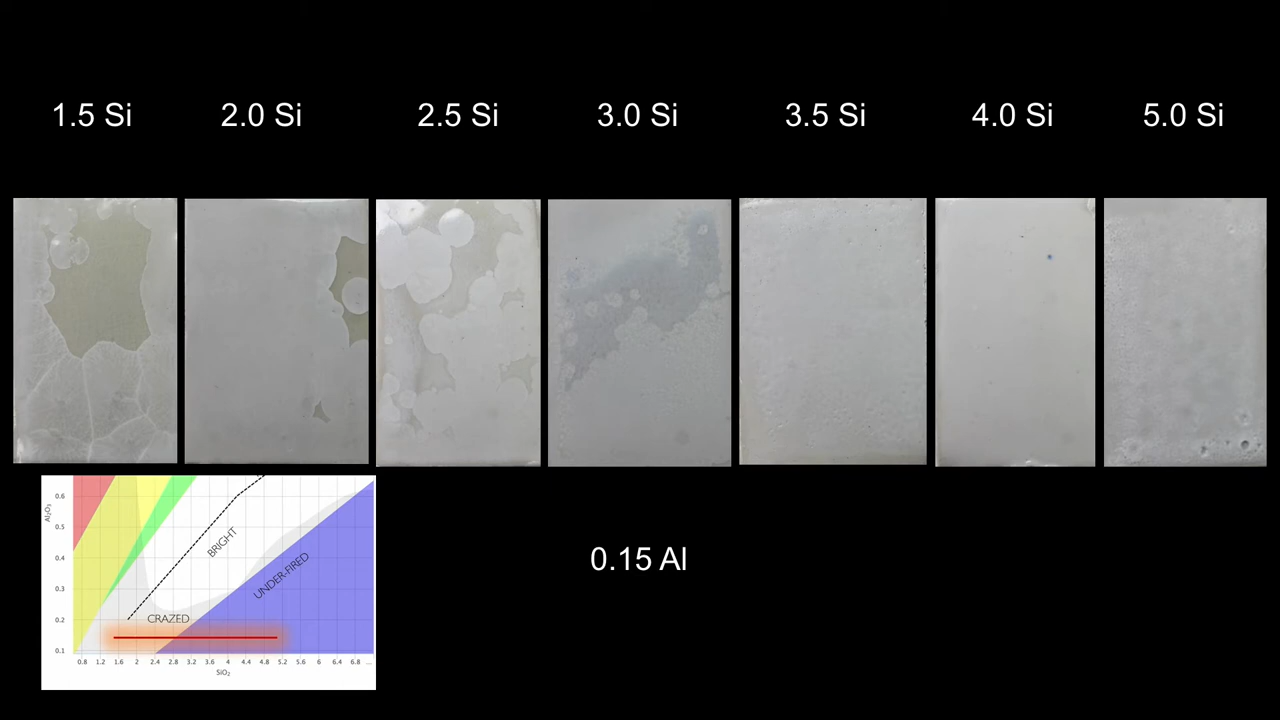 1.5 Si 2.0 Si 2.5 Si 3.0 Si 3.5 Si 4.0 Si 5.0 Si
Al₂O₃
0.6
0.5
0.4
0.3
0.2
0.1
BRIGHT
UNDER-FIRED
CRAZED
0.8 1.2 1.6 2 2.4 2.8 3.2 3.6 4 4.4 4.8 5.2 5.6 6 6.4 6.8 ...
SiO₂
0.15 Al